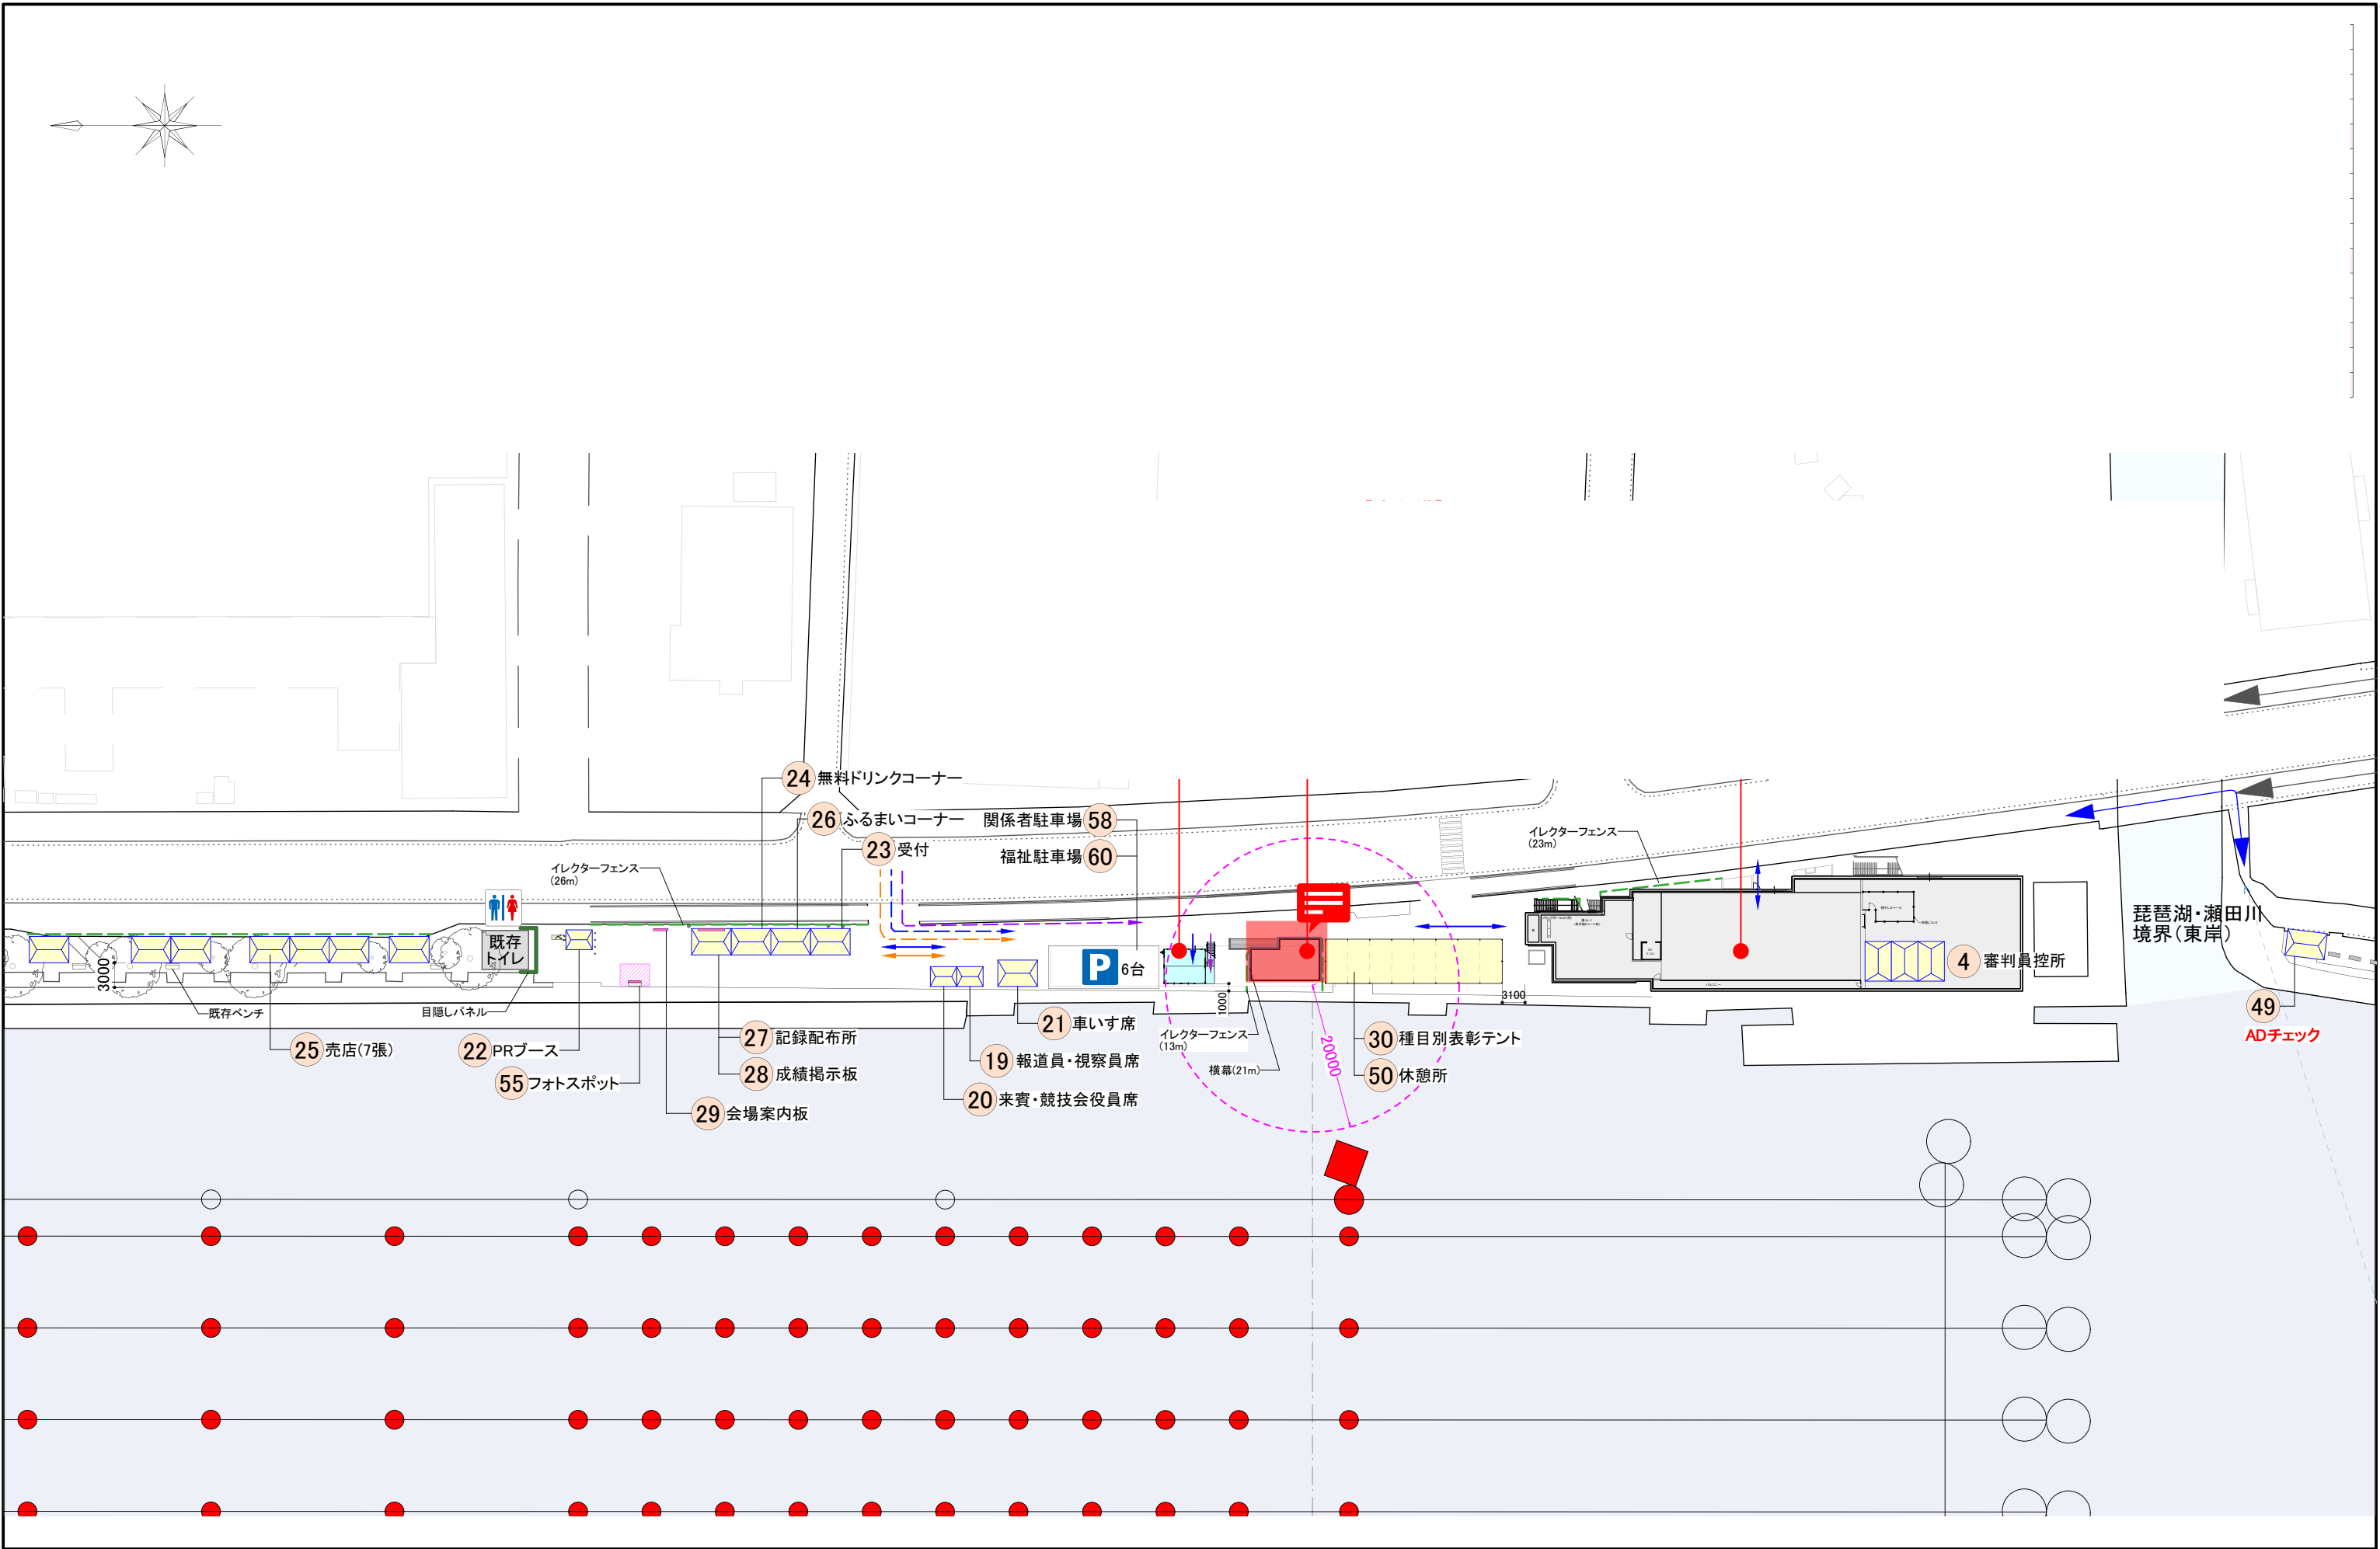 24 無料ドリンクコーナー
26 ふるまいコーナー
関係者駐車場 58
23 受付
福祉駐車場 60
イレクターフェンス
(23m)
イレクターフェンス
(26m)
既存
トイレ
3000
P 6台
琵琶湖・瀬田川
境界(東岸)
4 審判員控所
1000
3100
既存ベンチ
目隠しパネル
49
ADチェック
21 車いす席
イレクターフェンス
(13m)
横幕(21m)
20000
25 売店(7張)
22 PRブース
27 記録配布所
30 種目別表彰テント
19 報道員・視察員席
55 フォトスポット
28 成績掲示板
50 休憩所
20 来賓・競技会役員席
29 会場案内板